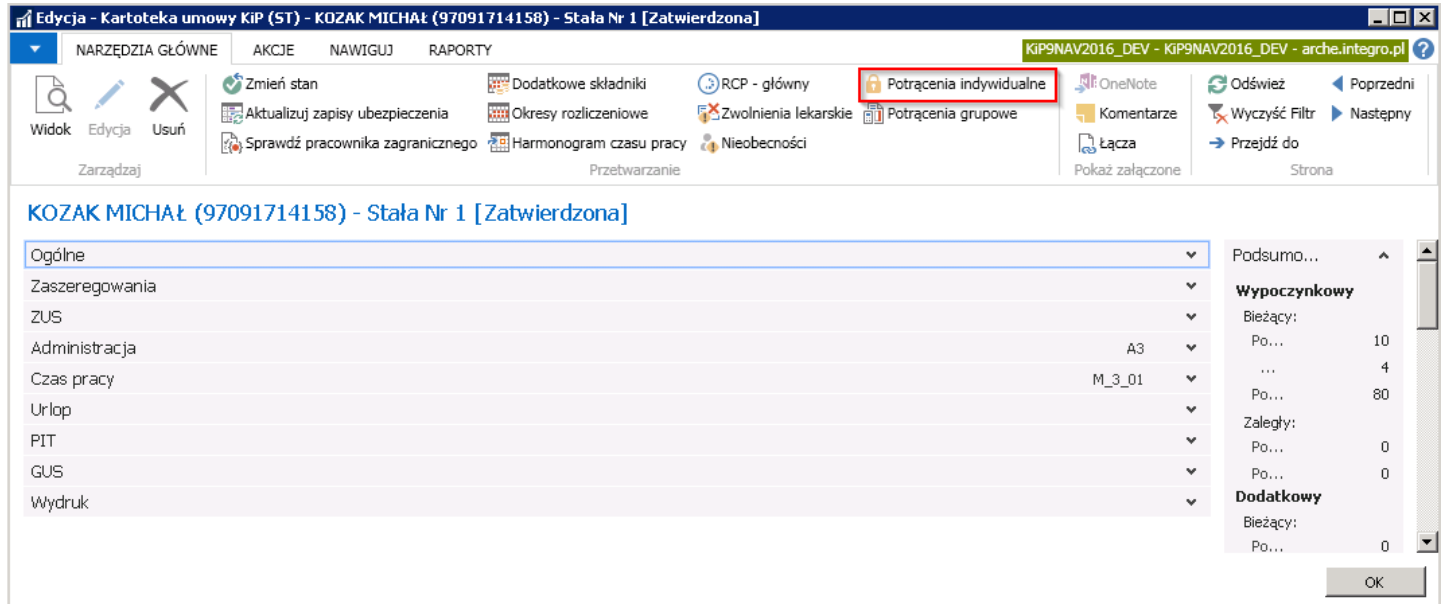 Edycja - Kartoteka umowy KiP (ST) - KOZAK MICHAŁ (97091714158) - Stała Nr 1 [Zatwierdzona]
NARZĘDZIA GŁÓWNE AKCJE NAWIGUJ RAPORTY KiP9NAV2016_DEV - KiP9NAV2016_DEV - arche.integro.pl
Widok
Edycja
Usuń
Zarządzaj
Zmień stan
Aktualizuj zapisy ubezpieczenia
Sprawdź pracownika zagranicznego
Dodatkowe składniki
Okresy rozliczeniowe
Harmonogram czasu pracy
RCP - główny
Zwolnienia lekarskie
Nieobecności
Potrącenia indywidualne
Potrącenia grupowe
Przetwarzanie
OneNote
Komentarze
Łącza
Pokaż załączone
Odśwież
Wyczyść Filtr
Przejdź do
Poprzedni
Następny
Strona
KOZAK MICHAŁ (97091714158) - Stała Nr 1 [Zatwierdzona]
Ogólne
Zaszeregowania
ZUS
Administracja A3
Czas pracy M_3_01
Urlop
PIT
GUS
Wydruk
Podsumo...
Wypoczynkowy
Bieżący:
Po... 10
... 4
Po... 80
Zaległy:
Po... 0
Po... 0
Dodatkowy
Bieżący:
Po... 0
OK